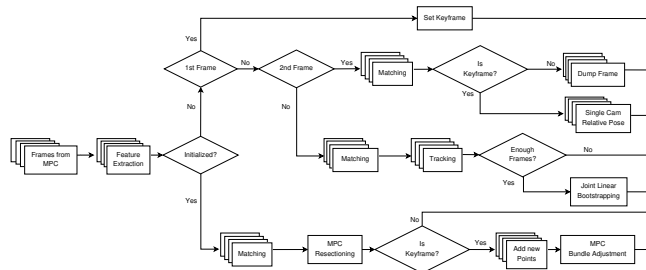 Set Keyframe
Yes
1st Frame
No
2nd Frame
Yes
Matching
Is
Keyframe?
No
Dump Frame
Yes
Single Cam
Relative Pose
No
No
Frames from
MPC
Feature
Extraction
Initialized?
Matching
Tracking
Enough
Frames?
No
Yes
Joint Linear
Bootstrapping
Yes
No
Matching
MPC
Resectioning
Is
Keyframe?
Yes
Add new
Points
MPC
Bundle Adjustment